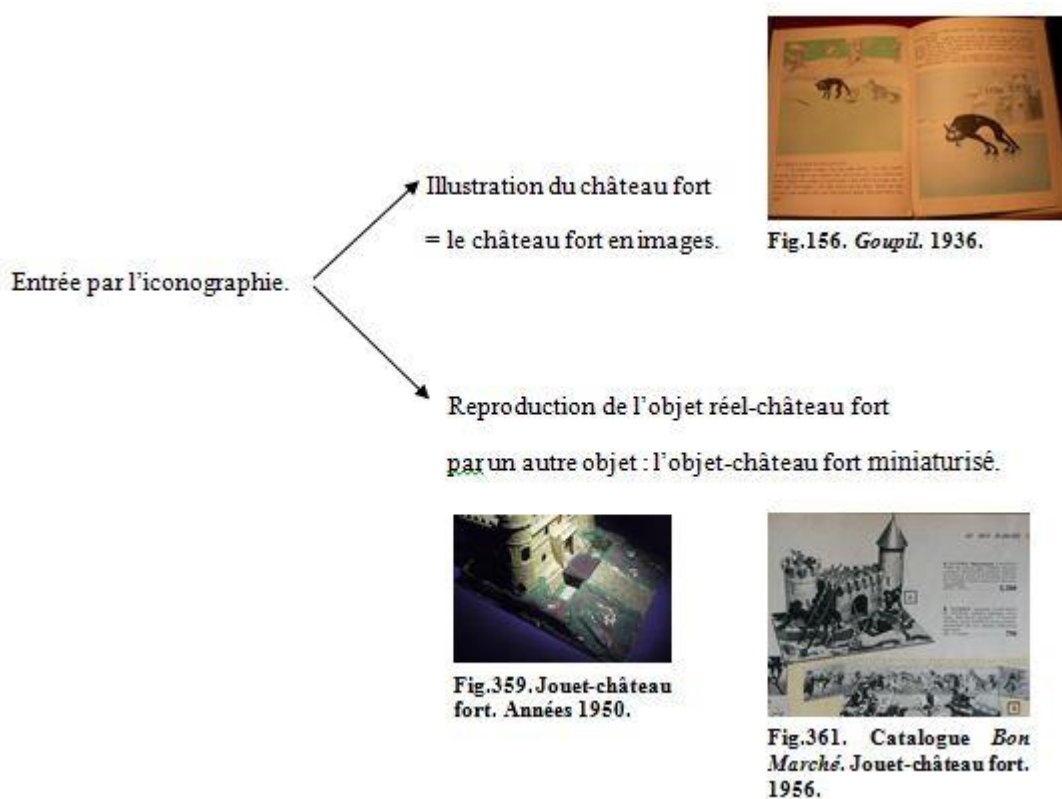 Illustration du château fort
= le château fort en images.
Fig.156. Goupil. 1936.
Entrée par l'iconographie.
Reproduction de l'objet réel-château fort
par un autre objet : l'objet-château fort miniaturisé.
Fig.359. Jouet-château
fort. Années 1950.
Fig.361. Catalogue Bon
Marché. Jouet-château fort.
1956.